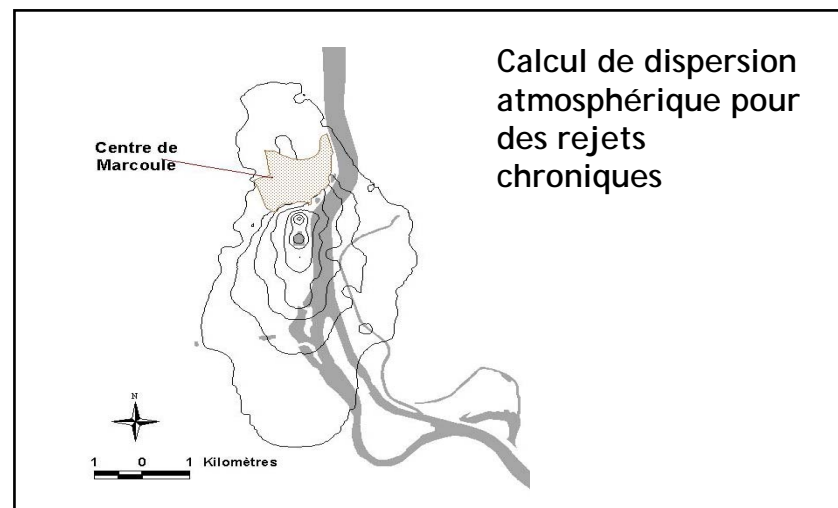 Calcul de dispersion
atmosphérique pour
des rejets
chroniques
Centre de
Marcoule
N
1 0 1 Kilomètres